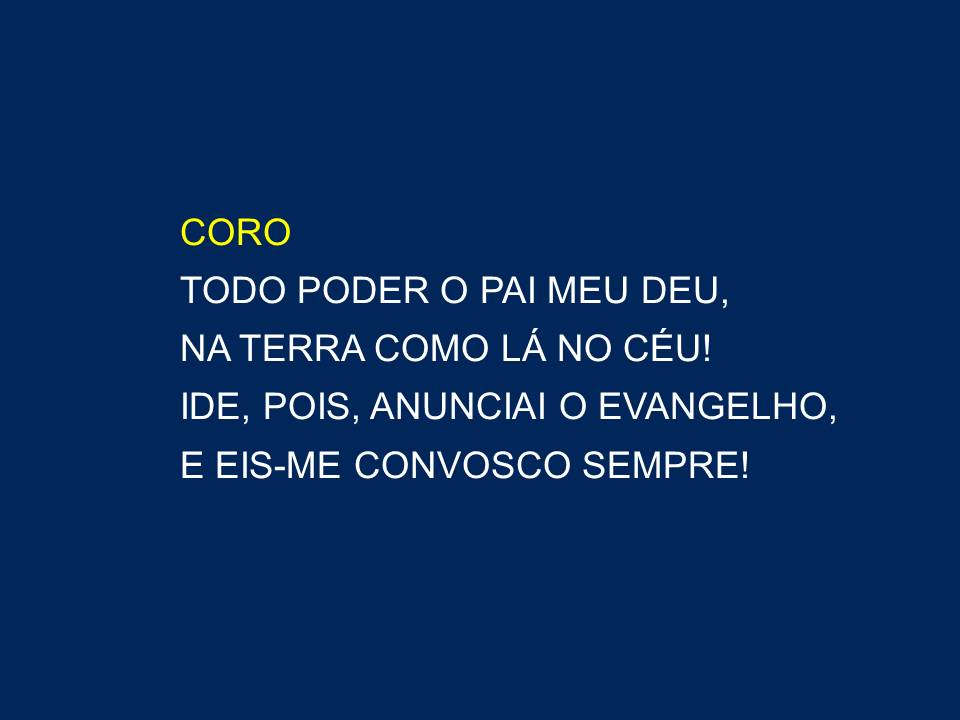 CORO
TODO PODER O PAI MEU DEU,
NA TERRA COMO LÁ NO CÉU!
IDE, POIS, ANUNCIAI O EVANGELHO,
E EIS-ME CONVOSCO SEMPRE!